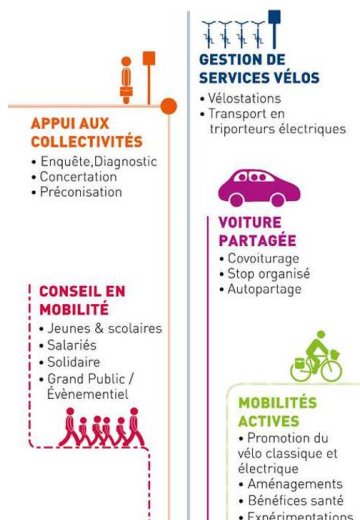 GESTION DE
SERVICES VÉLOS
• Vélostations
• Transport en
triporteurs électriques
APPUI AUX
COLLECTIVITÉS
• Enquête,Diagnostic
• Concertation
• Préconisation
VOITURE
PARTAGÉE
• Covoiturage
• Stop organisé
• Autopartage
CONSEIL EN
MOBILITÉ
• Jeunes & scolaires
• Salariés
• Solidaire
• Grand Public /
Évènementiel
MOBILITÉS
ACTIVES
• Promotion du
vélo classique et
électrique
• Aménagements
• Bénéfices santé
• Expérimentations